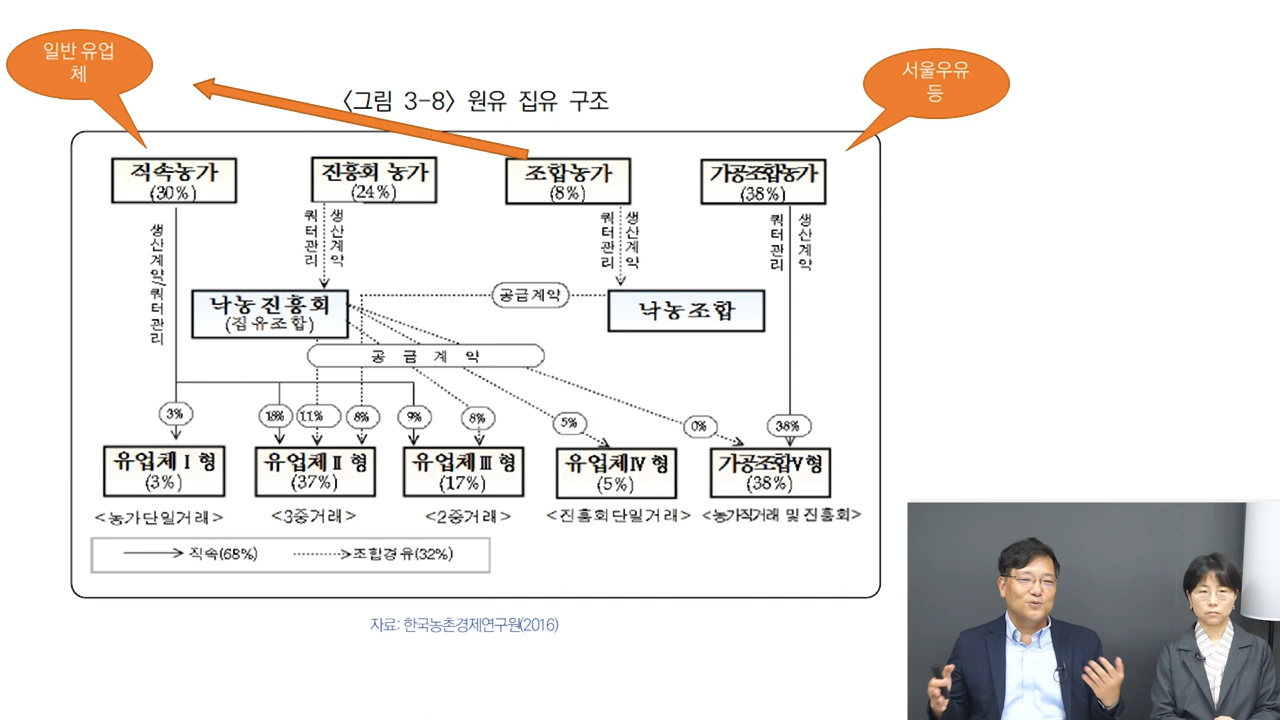 일반 유업
체
서울우유
등
<그림 3-8> 원유 집유 구조
직속농가
(30%)
진흥회 농가
(24%)
조합농가
(8%)
가공조합농가
(38%)
생산계약/쿼터관리
쿼터관리
생산계약
쿼터관리
생산계약
쿼터관리
생산계약
낙농진흥회
(집유조합)
공급계약
낙농조합
공 급 계 약
3%
18%
11%
8%
9%
8%
5%
0%
38%
유업체Ⅰ형
(3%)
유업체Ⅱ형
(37%)
유업체Ⅲ형
(17%)
유업체Ⅳ형
(5%)
가공조합Ⅴ형
(38%)
<농가단일거래>
<3중거래>
<2중거래>
<진흥회단일거래>
<농가직거래 및 진흥회>
직속(68%)
조합경유(32%)
자료: 한국농촌경제연구원(2016)